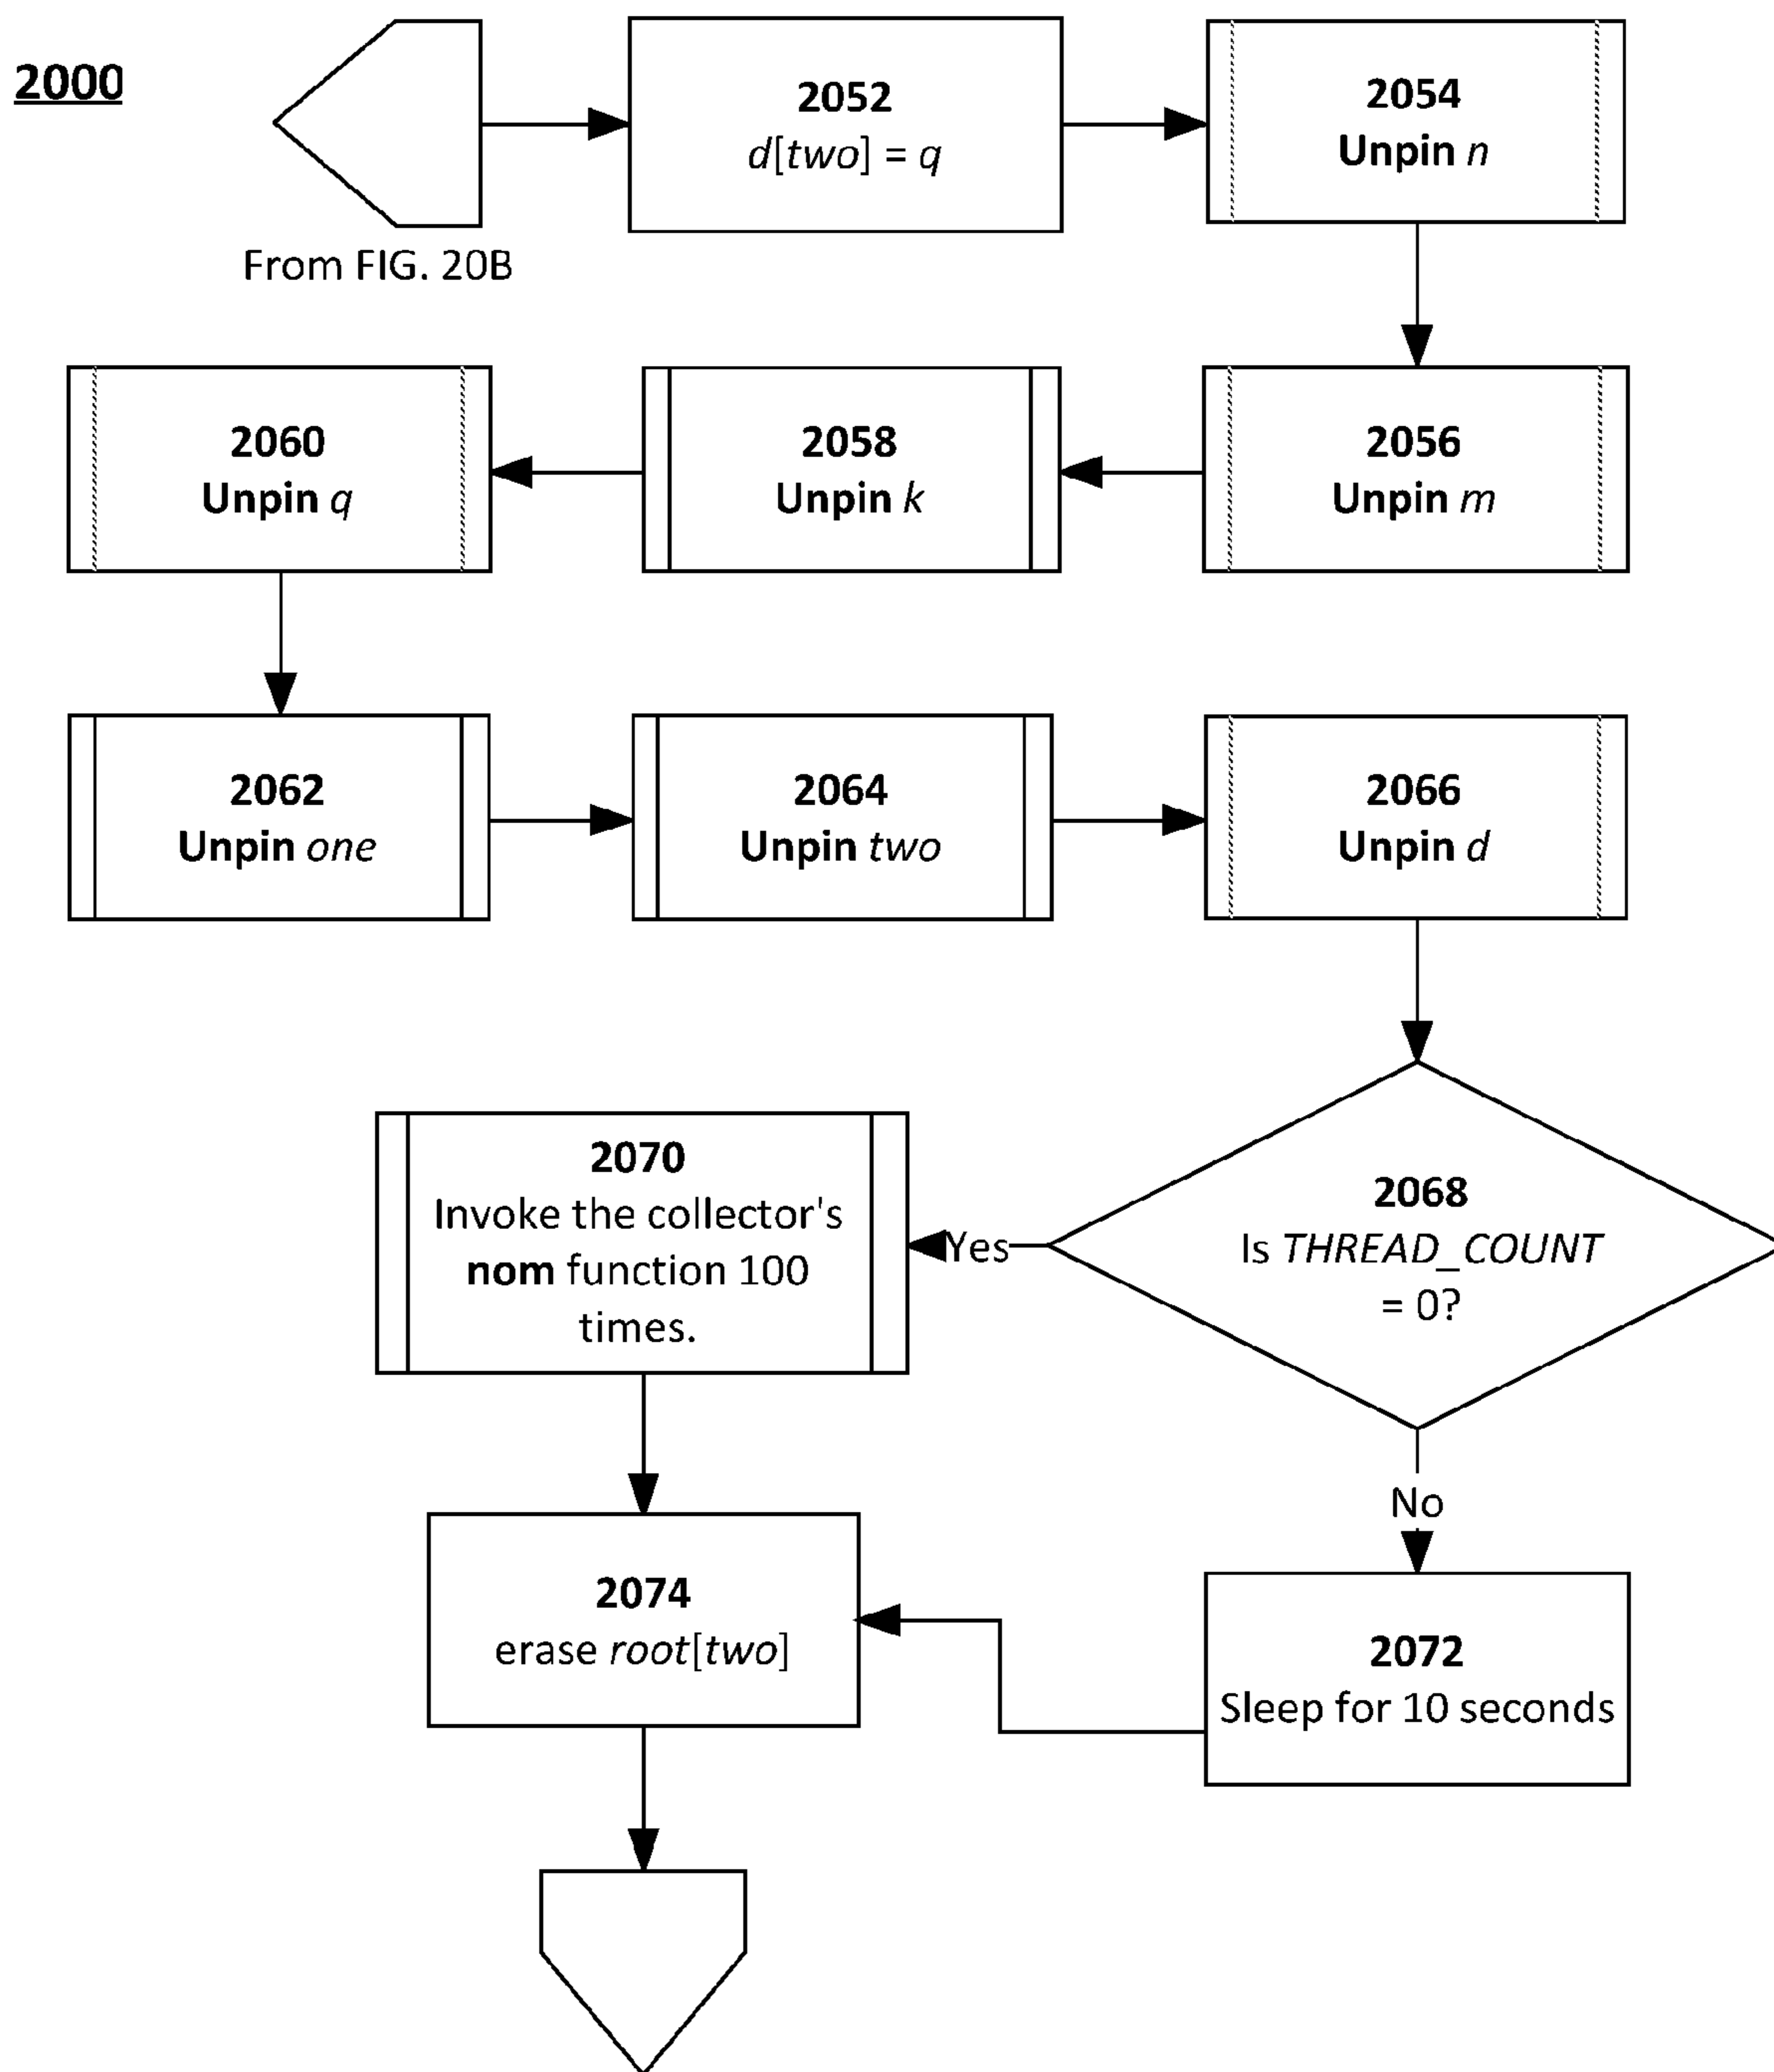 2000
From FIG. 20B
2052
d[two] = q
2054
Unpin n
2056
Unpin m
2058
Unpin k
2060
Unpin q
2062
Unpin one
2064
Unpin two
2066
Unpin d
2068
Is THREAD_COUNT
= 0?
Yes
2070
Invoke the collector's
nom function 100
times.
No
2072
Sleep for 10 seconds
2074
erase root[two]